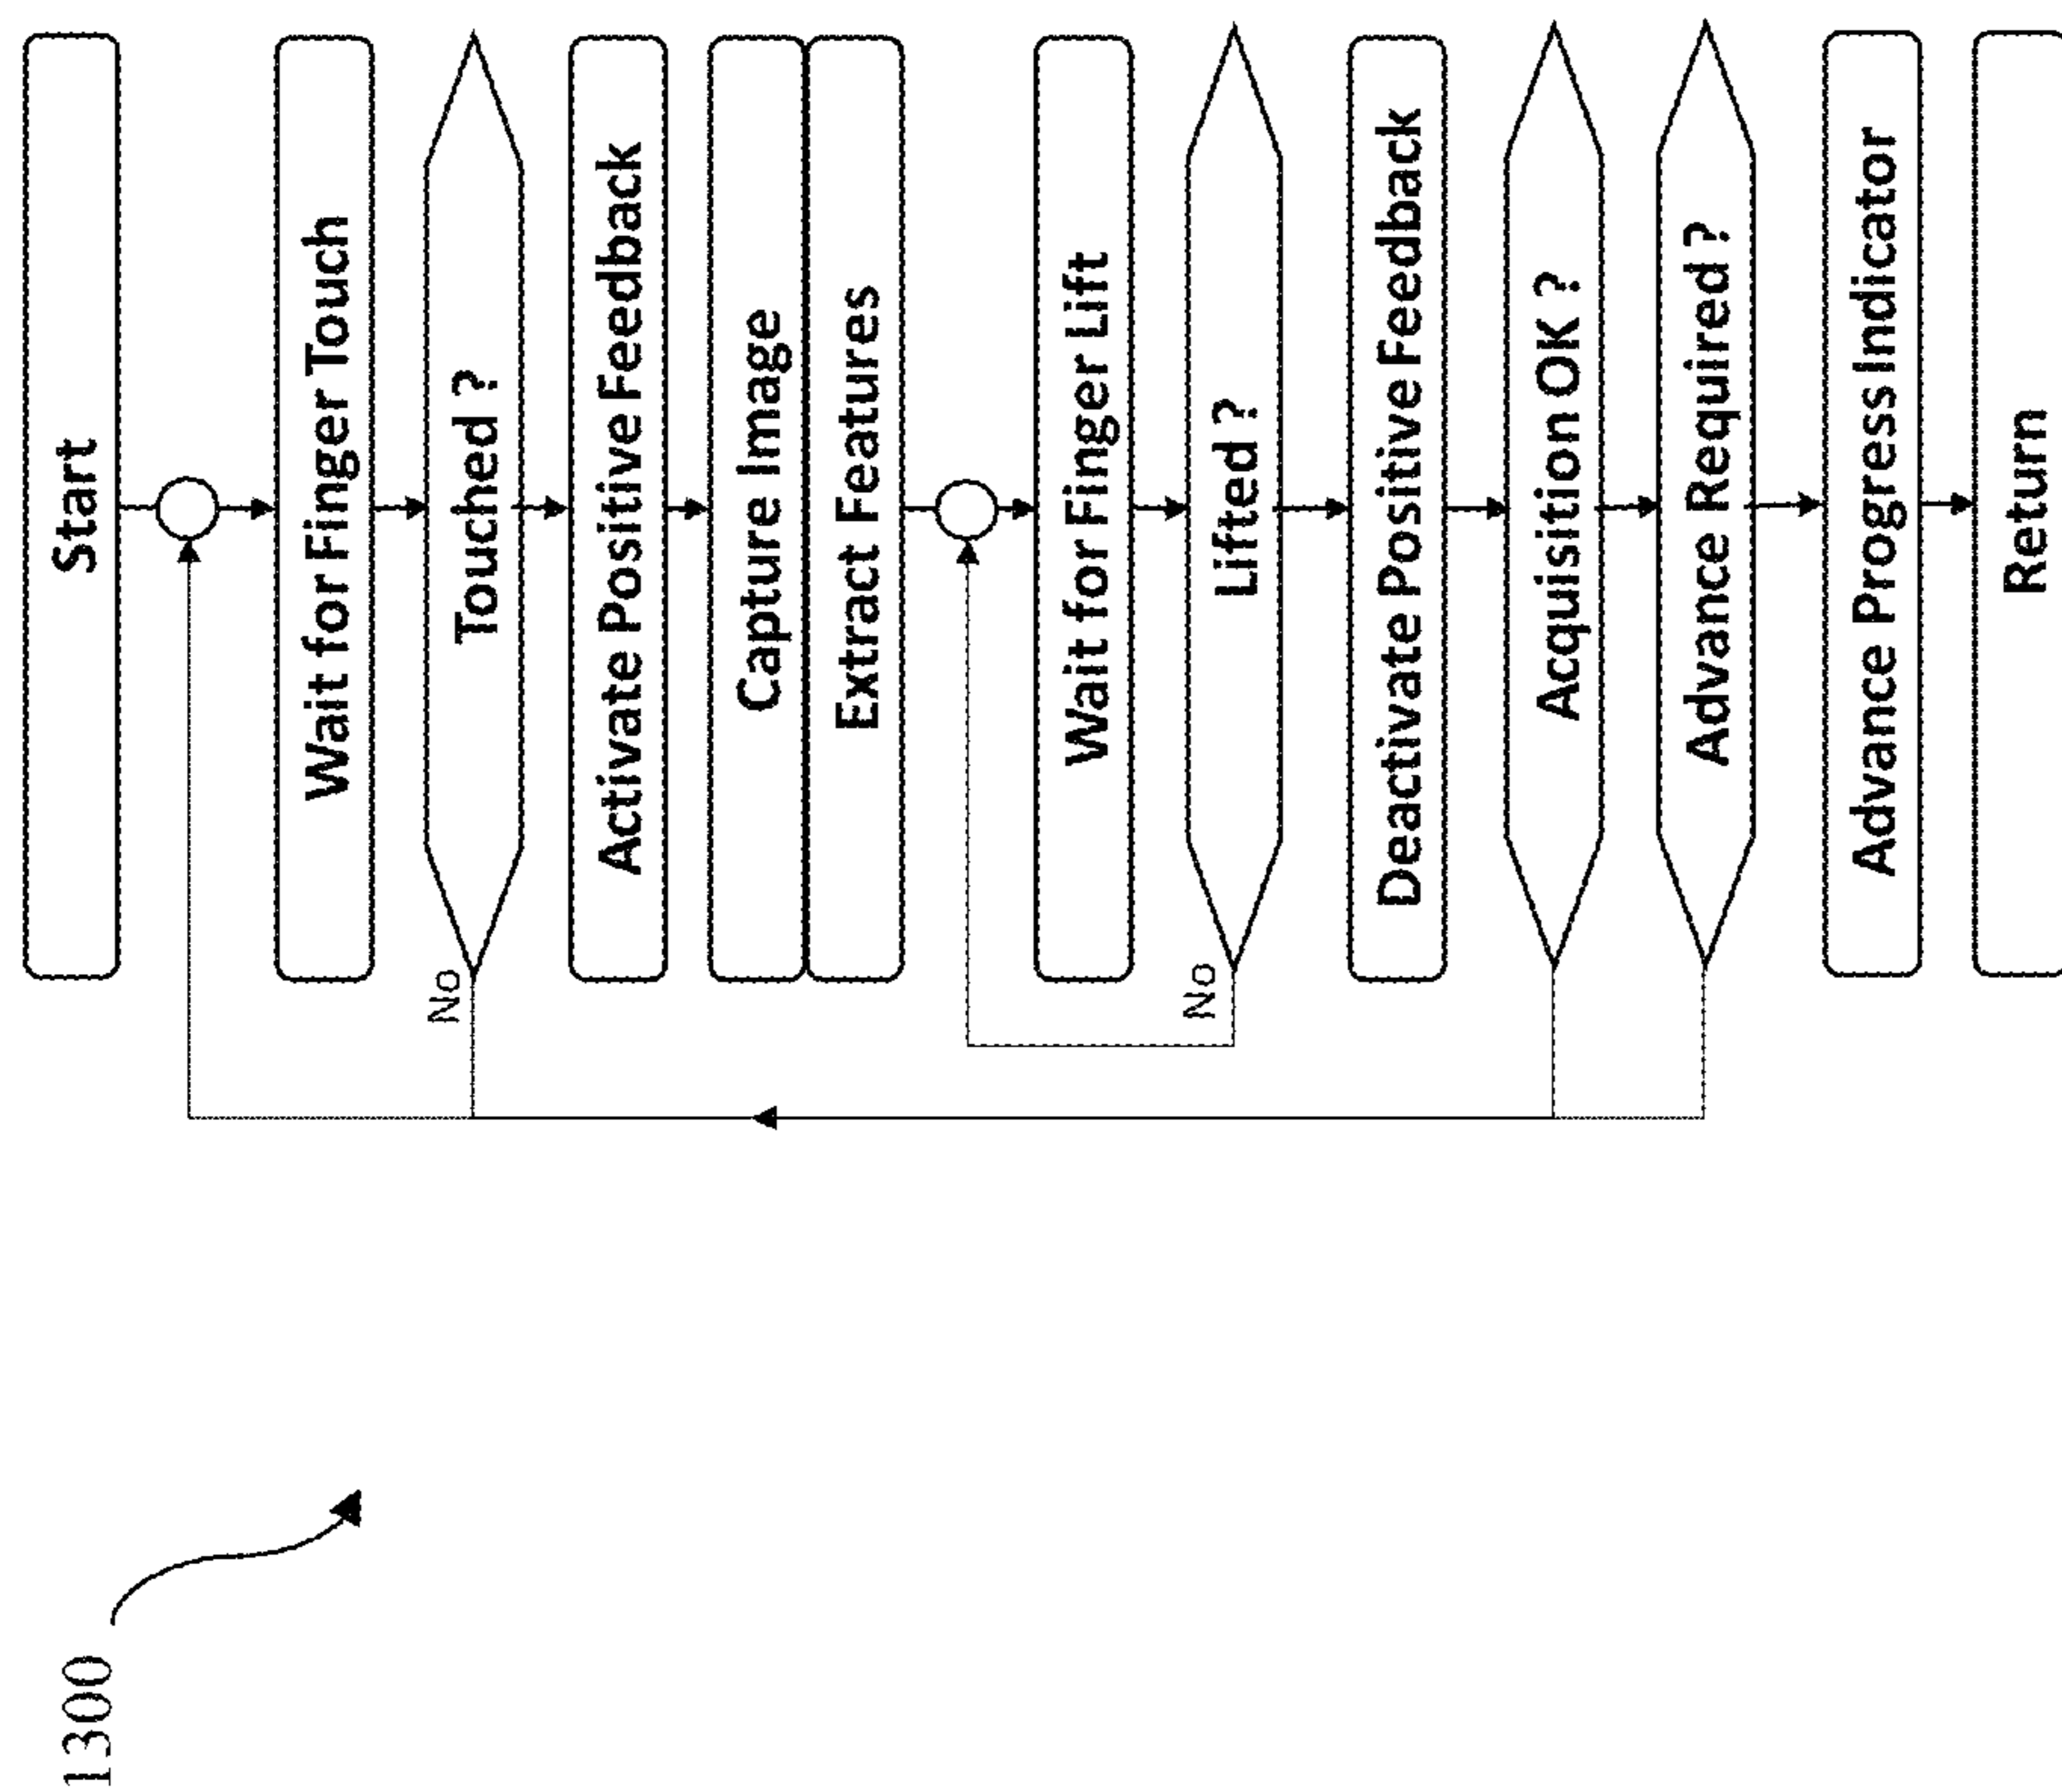 1300
Start
Wait for Finger Touch
Touched ?
No
Activate Positive Feedback
Capture Image
Extract Features
Wait for Finger Lift
Lifted ?
No
Deactivate Positive Feedback
Acquisition OK ?
Advance Required ?
Advance Progress Indicator
Return